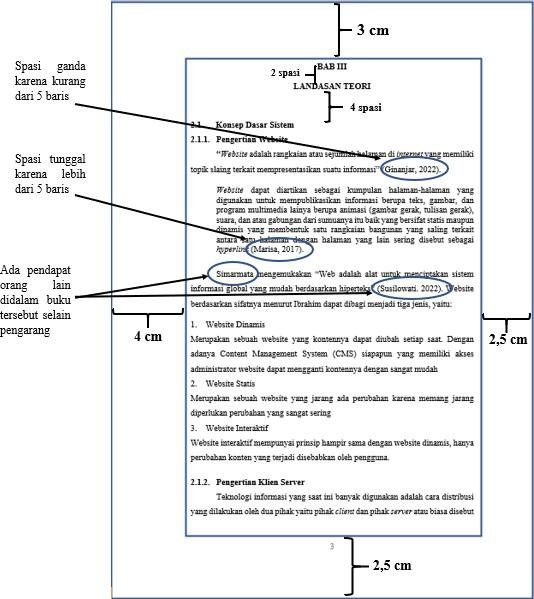 3 cm
Spasi ganda
karena kurang
dari 5 baris
2 spasi
BAB III
LANDASAN TEORI
4 spasi
2.1. Konsep Dasar Sistem
2.1.1. Pengertian Website
“Website adalah rangkaian atau sejumlah halaman di internet yang memiliki
topik slaing terkait mempresentasikan suatu informasi” (Ginanjar, 2022).
Spasi tunggal
karena lebih
dari 5 baris
Website dapat diartikan sebagai kumpulan halaman-halaman yang
digunakan untuk mempublikasikan informasi berupa teks, gambar, dan
program multimedia lainya berupa animasi (gambar gerak, tulisan gerak),
suara, dan atau gabungan dari sumuanya itu baik yang bersifat statis maupun
dinamis yang membentuk satu rangkaian bangunan yang saling terkait
antara satu halaman dengan halaman yang lain sering disebut sebagai
hyperlink (Marisa, 2017).
Ada pendapat
orang lain
didalam buku
tersebut selain
pengarang
Simarmata mengemukakan “Web adalah alat untuk menciptakan sistem
informasi global yang mudah berdasarkan hiperteks” (Susilowati. 2022). Website
berdasarkan sifatnya menurut Ibrahim dapat dibagi menjadi tiga jenis, yaitu:
4 cm
2,5 cm
1. Website Dinamis
Merupakan sebuah website yang kontennya dapat diubah setiap saat. Dengan
adanya Content Management System (CMS) siapapun yang memiliki akses
administrator website dapat mengganti kontennya dengan sangat mudah
2. Website Statis
Merupakan sebuah website yang jarang ada perubahan karena memang jarang
diperlukan perubahan yang sangat sering
3. Website Interaktif
Website interaktif mempunyai prinsip hampir sama dengan website dinamis, hanya
perubahan konten yang terjadi disebabkan oleh pengguna.
2.1.2. Pengertian Klien Server
Teknologi informasi yang saat ini banyak digunakan adalah cara distribusi
yang dilakukan oleh dua pihak yaitu pihak client dan pihak server atau biasa disebut
3
2,5 cm